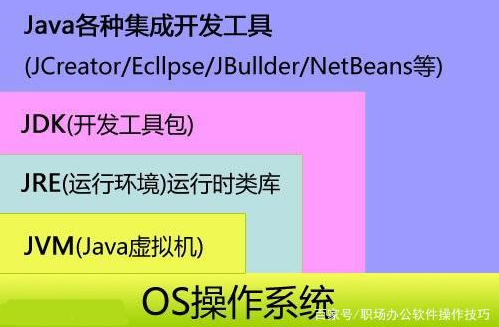 Java各种集成开发工具
(JCreator/Ecllpse/JBullder/NetBeans等)
JDK(开发工具包)
JRE(运行环境)运行时类库
JVM(Java虚拟机)
OS操作系统
百家号/职场办公软件操作技巧